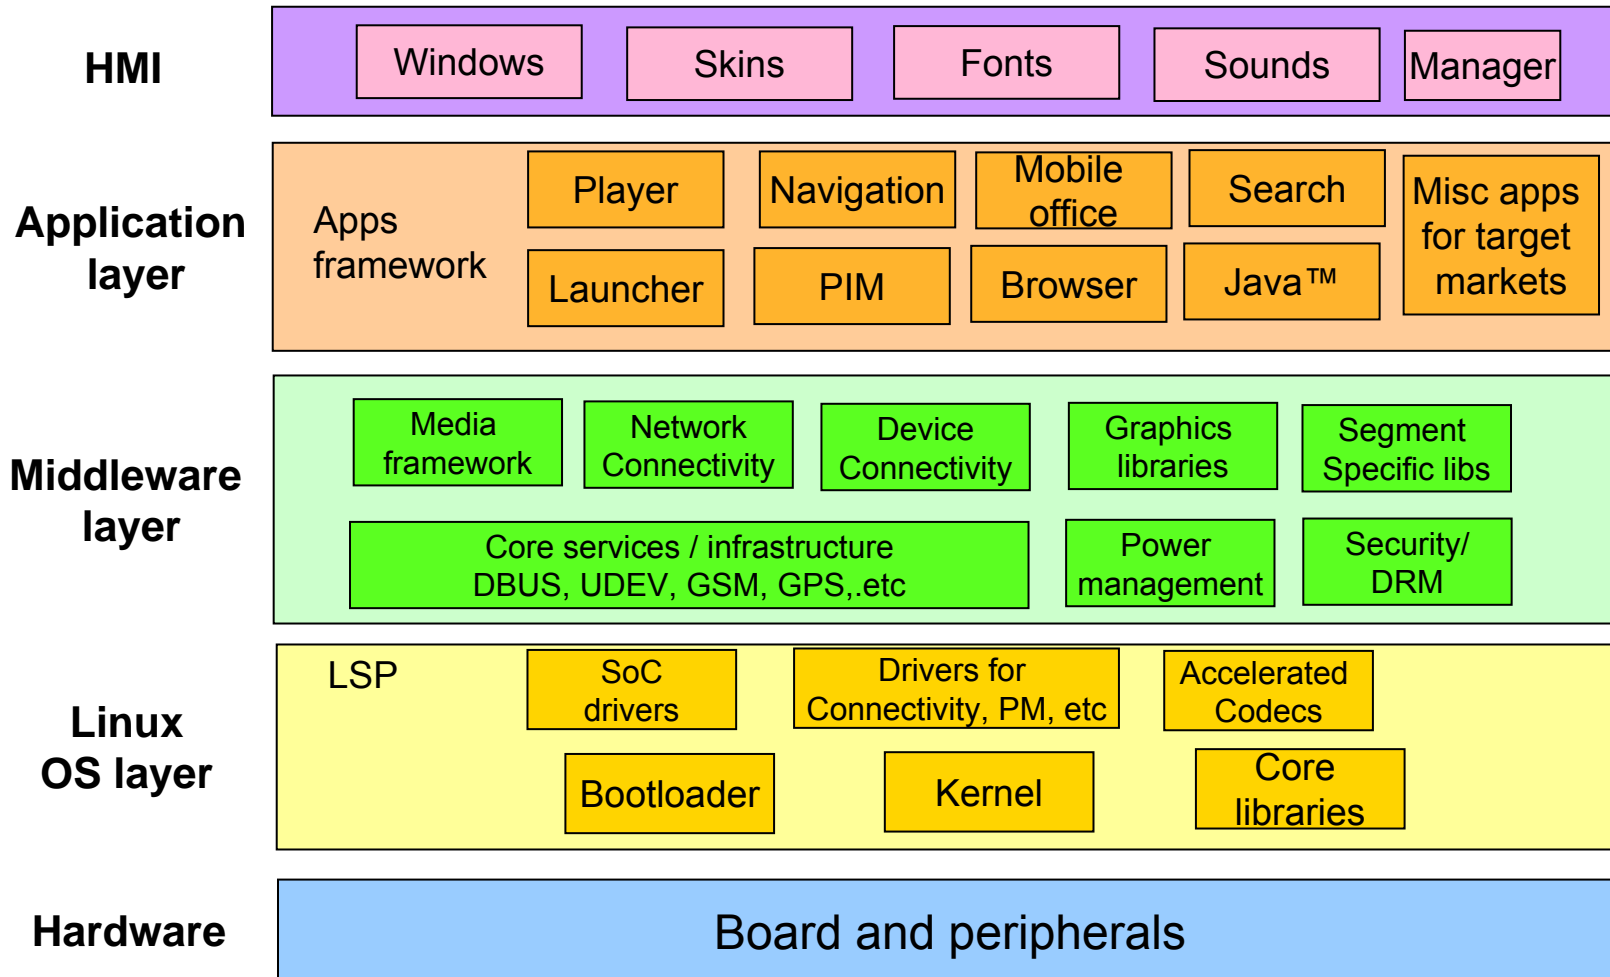 HMI
Windows
Skins
Fonts
Sounds
Manager
Application
layer
Apps
framework
Player
Navigation
Mobile
office
Search
Misc apps
for target
markets
Launcher
PIM
Browser
Java™
Middleware
layer
Media
framework
Network
Connectivity
Device
Connectivity
Graphics
libraries
Segment
Specific libs
Core services / infrastructure
DBUS, UDEV, GSM, GPS,.etc
Power
management
Security/
DRM
Linux
OS layer
LSP
SoC
drivers
Drivers for
Connectivity, PM, etc
Accelerated
Codecs
Bootloader
Kernel
Core
libraries
Hardware
Board and peripherals